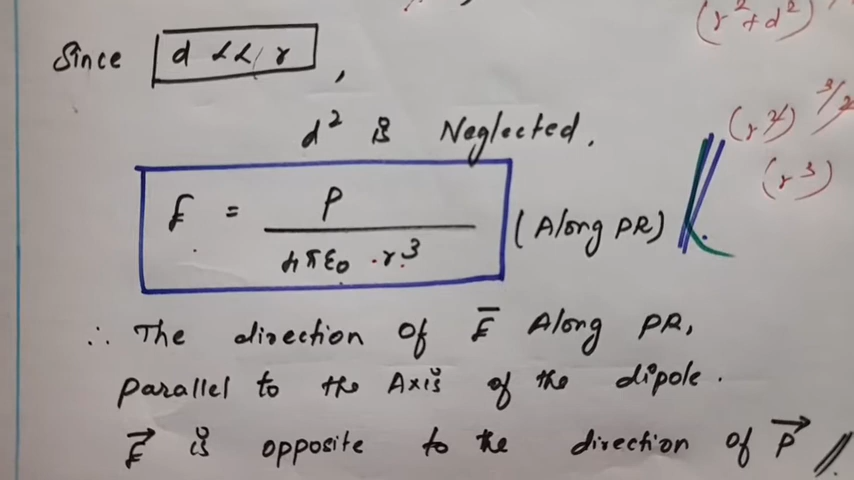 (r² + d²)
Since d << r ,
d² is Neglected.
(r²)^3/2
(r³)
E = P / 4πε₀ . r³ (Along PR)
∴ The direction of E̅ Along PR,
parallel to the Axis of the dipole.
E⃗ is opposite to the direction of P⃗ //.